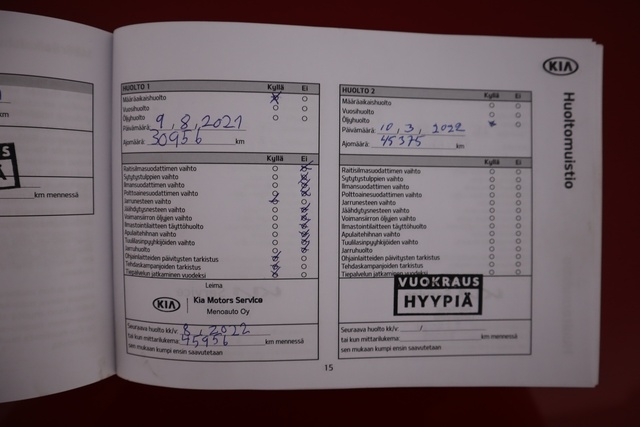 S
km mennessä
HUOLTO 1 Kyllä Ei
Määräaikaishuolto
Vuosihuolto
Öljyhuolto
Päivämäärä: 9, 8, 2021
Ajomäärä: 30956 km
Kyllä Ei
Raitisilmasuodattimen vaihto
Sytytystulppien vaihto
Ilmansuodattimen vaihto
Polttoainesuodattimen vaihto
Jarrunesteen vaihto
Jäähdytysnesteen vaihto
Voimansiirron öljyjen vaihto
Ilmastointilaitteen täyttöhuolto
Apulaitehihnan vaihto
Tuulilasinpyyhkijöiden vaihto
Jarruhuolto
Ohjainlaitteiden päivitysten tarkistus
Tehdaskampanjoiden tarkistus
Tiepalvelun jatkaminen vuodeksi
Leima
KIA Kia Motors Service
Menoauto Oy
Seuraava huolto kk/v: 8, 2022
tai kun mittarilukema: 45956 km mennessä
sen mukaan kumpi ensin saavutetaan
HUOLTO 2 Kyllä Ei
Määräaikaishuolto
Vuosihuolto
Öljyhuolto
Päivämäärä: 10, 3, 2022
Ajomäärä: 45375 km
Kyllä Ei
Raitisilmasuodattimen vaihto
Sytytystulppien vaihto
Ilmansuodattimen vaihto
Polttoainesuodattimen vaihto
Jarrunesteen vaihto
Jäähdytysnesteen vaihto
Voimansiirron öljyjen vaihto
Ilmastointilaitteen täyttöhuolto
Apulaitehihnan vaihto
Tuulilasinpyyhkijöiden vaihto
Jarruhuolto
Ohjainlaitteiden päivitysten tarkistus
Tehdaskampanjoiden tarkistus
Tiepalvelun jatkaminen vuodeksi
VUOKRAUS
HYYPIÄ
Seuraava huolto kk/v: /
tai kun mittarilukema: km mennessä
sen mukaan kumpi ensin saavutetaan
KIA
Huoltomuistio
15